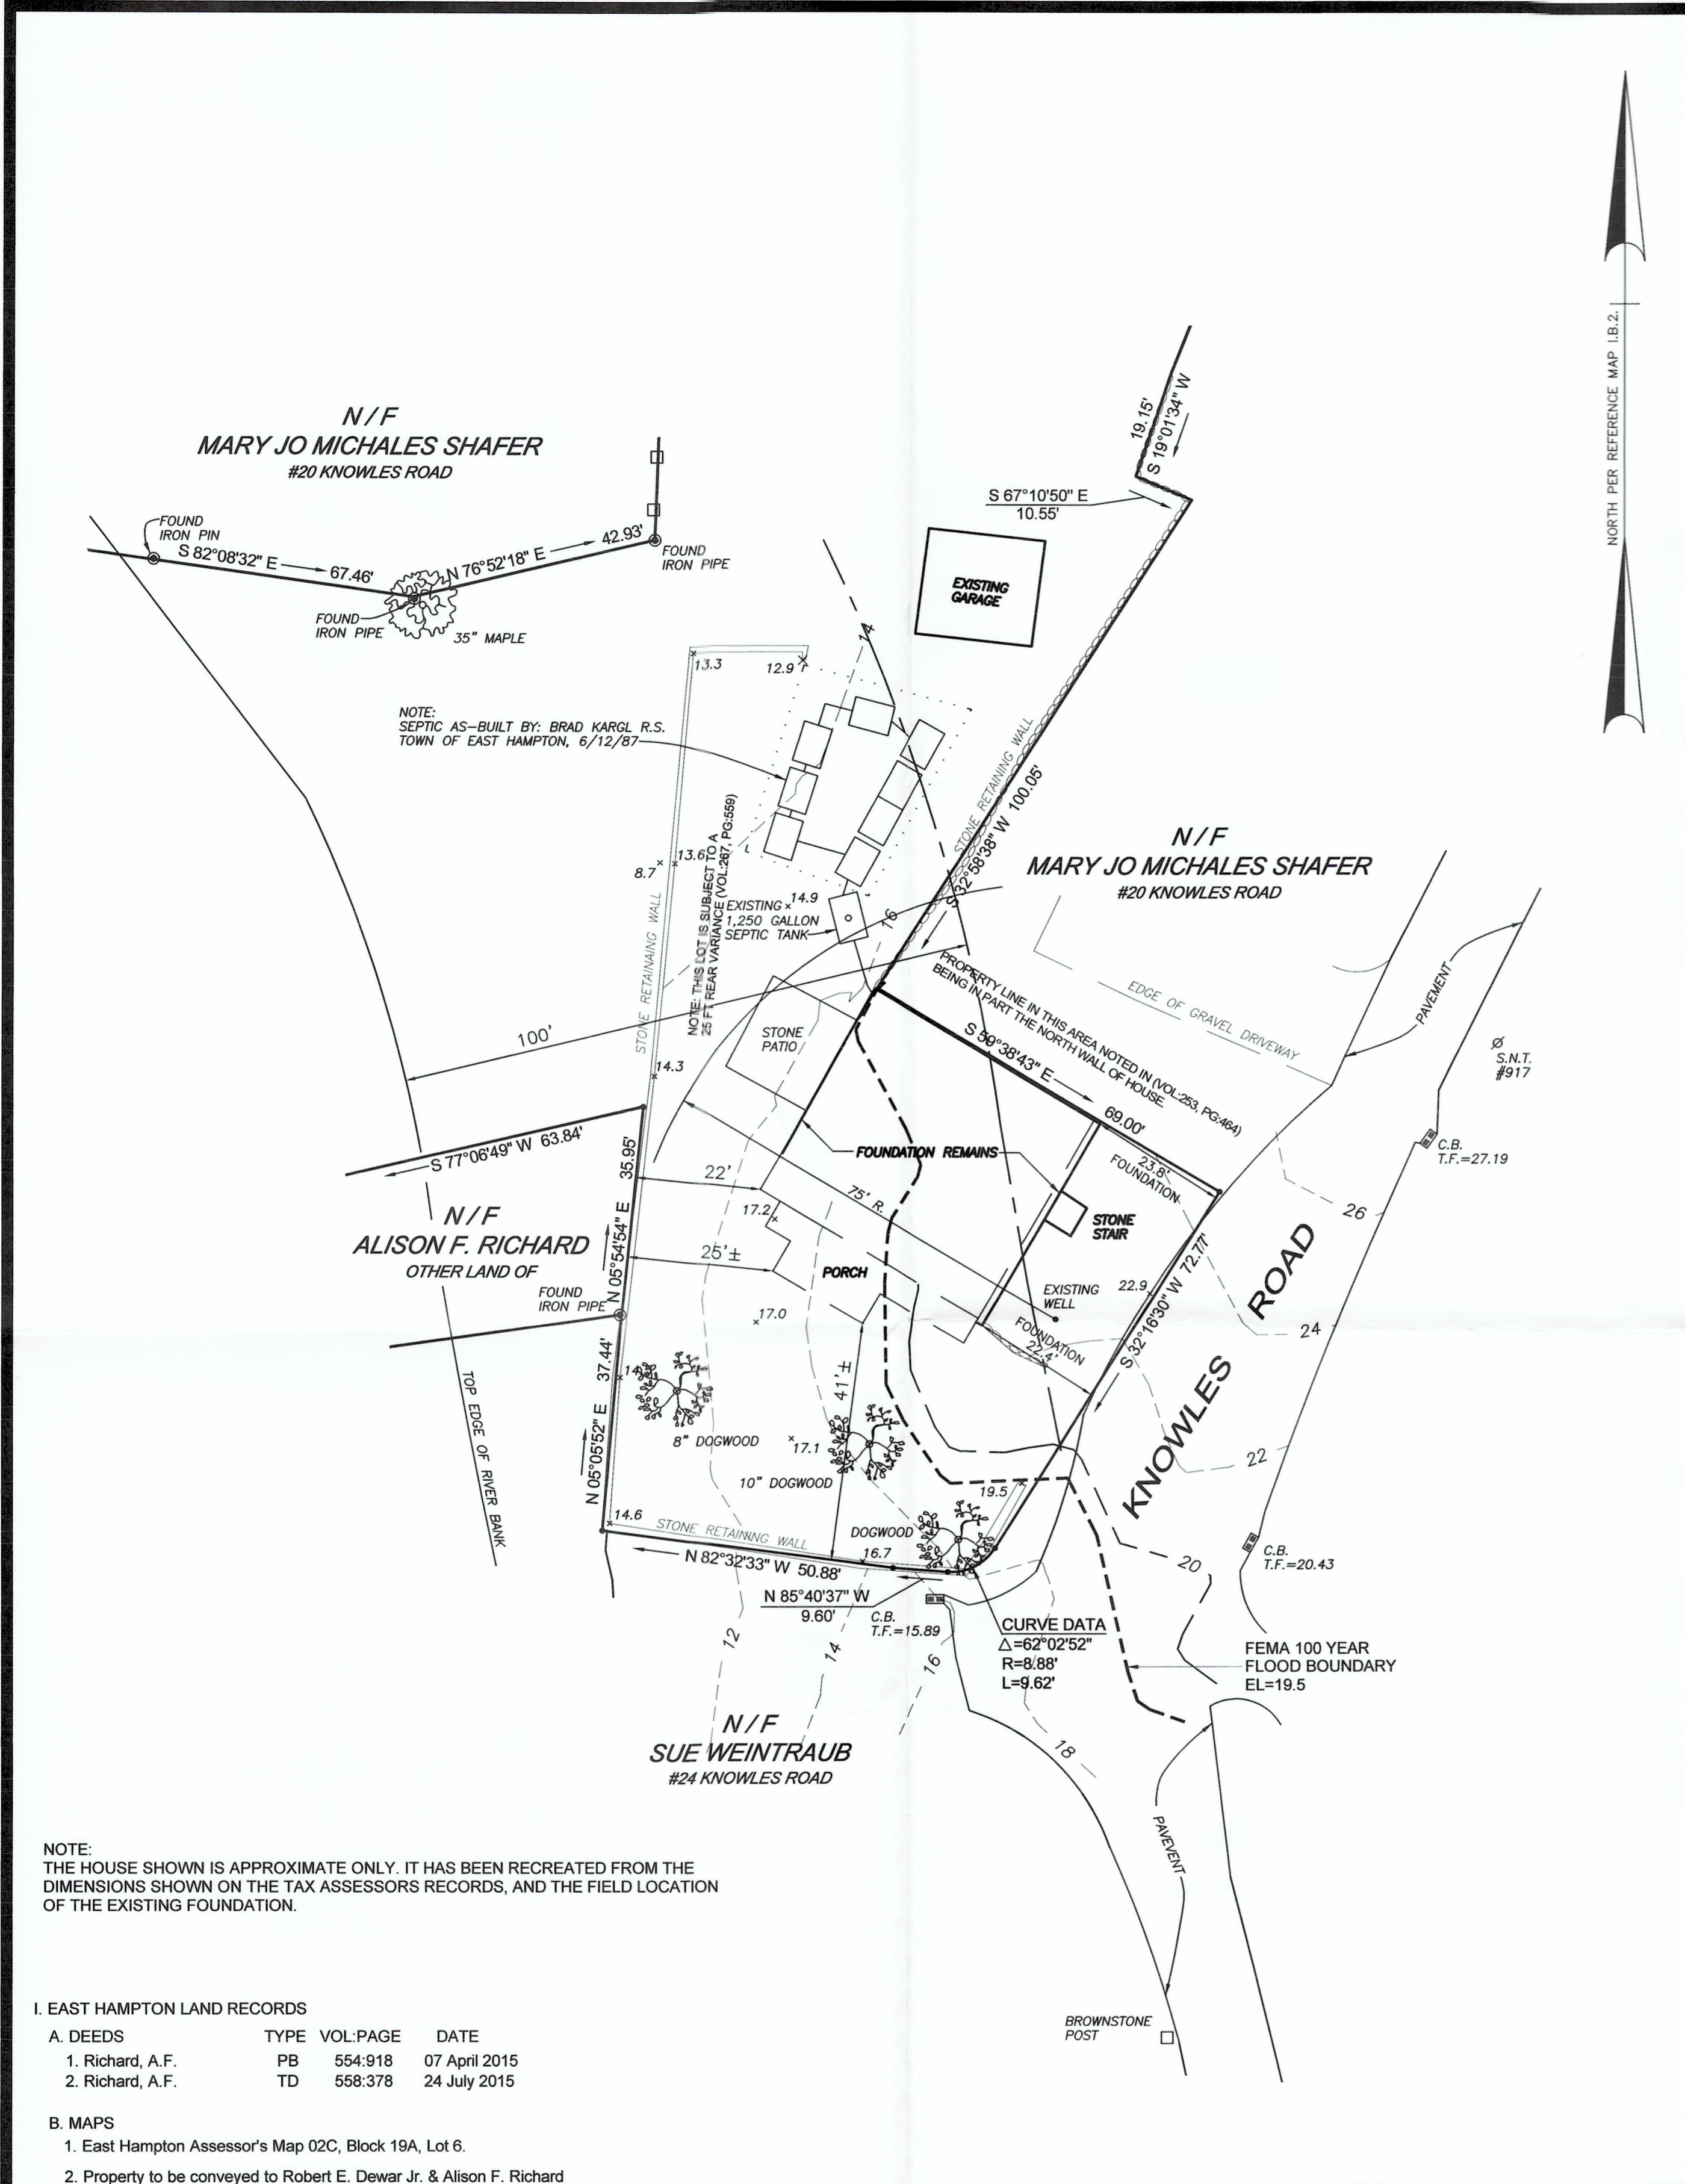 NORTH PER REFERENCE MAP I.B.2.
19.15'
S 19°01'34" W
N/F
MARY JO MICHALES SHAFER
#20 KNOWLES ROAD
S 67°10'50" E
10.55'
FOUND
IRON PIN
S 82°08'32" E
67.46'
N 76°52'18" E
42.93'
FOUND
IRON PIPE
FOUND
IRON PIPE
35" MAPLE
EXISTING
GARAGE
14
13.3
12.9
NOTE:
SEPTIC AS-BUILT BY: BRAD KARGL R.S.
TOWN OF EAST HAMPTON, 6/12/87
STONE RETAINING WALL
S 32°58'38" W 100.05'
NOTE: THIS LOT IS SUBJECT TO A
25 FT REAR VARIANCE (VOL:267, PG:559)
13.6
8.7
14.9
EXISTING
1,250 GALLON
SEPTIC TANK
16
N/F
MARY JO MICHALES SHAFER
#20 KNOWLES ROAD
STONE RETAINING WALL
PROPERTY LINE IN THIS AREA NOTED IN (VOL:253, PG:464)
BEING IN PART THE NORTH WALL OF HOUSE
EDGE OF GRAVEL DRIVEWAY
PAVEMENT
S.N.T.
#917
100'
STONE
PATIO
14.3
S 59°38'43" E
69.00'
C.B.
T.F.=27.19
S 77°06'49" W 63.84'
35.95'
N 05°54'54" E
FOUNDATION REMAINS
23.8'
FOUNDATION
22'
75' R.
17.2
STONE
STAIR
26
N/F
ALISON F. RICHARD
OTHER LAND OF
25'±
PORCH
FOUND
IRON PIPE
EXISTING
WELL
22.9
S 32°16'30" W 72.77'
KNOWLES ROAD
17.0
FOUNDATION
22.4'
24
TOP EDGE OF RIVER BANK
37.44'
N 05°05'52" E
41'±
8" DOGWOOD
17.1
10" DOGWOOD
22
19.5
14.6
STONE RETAINING WALL
DOGWOOD
16.7
N 82°32'33" W 50.88'
N 85°40'37" W
9.60'
C.B.
T.F.=15.89
20
C.B.
T.F.=20.43
CURVE DATA
△=62°02'52"
R=8.88'
L=9.62'
12
14
16
FEMA 100 YEAR
FLOOD BOUNDARY
EL=19.5
N/F
SUE WEINTRAUB
#24 KNOWLES ROAD
18
PAVEVENT
NOTE:
THE HOUSE SHOWN IS APPROXIMATE ONLY. IT HAS BEEN RECREATED FROM THE
DIMENSIONS SHOWN ON THE TAX ASSESSORS RECORDS, AND THE FIELD LOCATION
OF THE EXISTING FOUNDATION.
BROWNSTONE
POST
I. EAST HAMPTON LAND RECORDS
A. DEEDS TYPE VOL:PAGE DATE
1. Richard, A.F. PB 554:918 07 April 2015
2. Richard, A.F. TD 558:378 24 July 2015
B. MAPS
1. East Hampton Assessor's Map 02C, Block 19A, Lot 6.
2. Property to be conveyed to Robert E. Dewar Jr. & Alison F. Richard